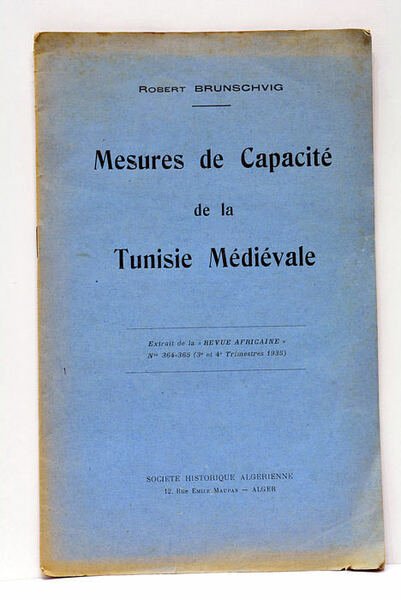 ROBERT BRUNSCHVIG
Mesures de Capacité
de la
Tunisie Médiévale
Extrait de la « REVUE AFRICAINE »
Nos 364-365 (3e et 4e Trimestres 1935)
SOCIETE HISTORIQUE ALGÉRIENNE
12, RUE EMILE-MAUPAS — ALGER